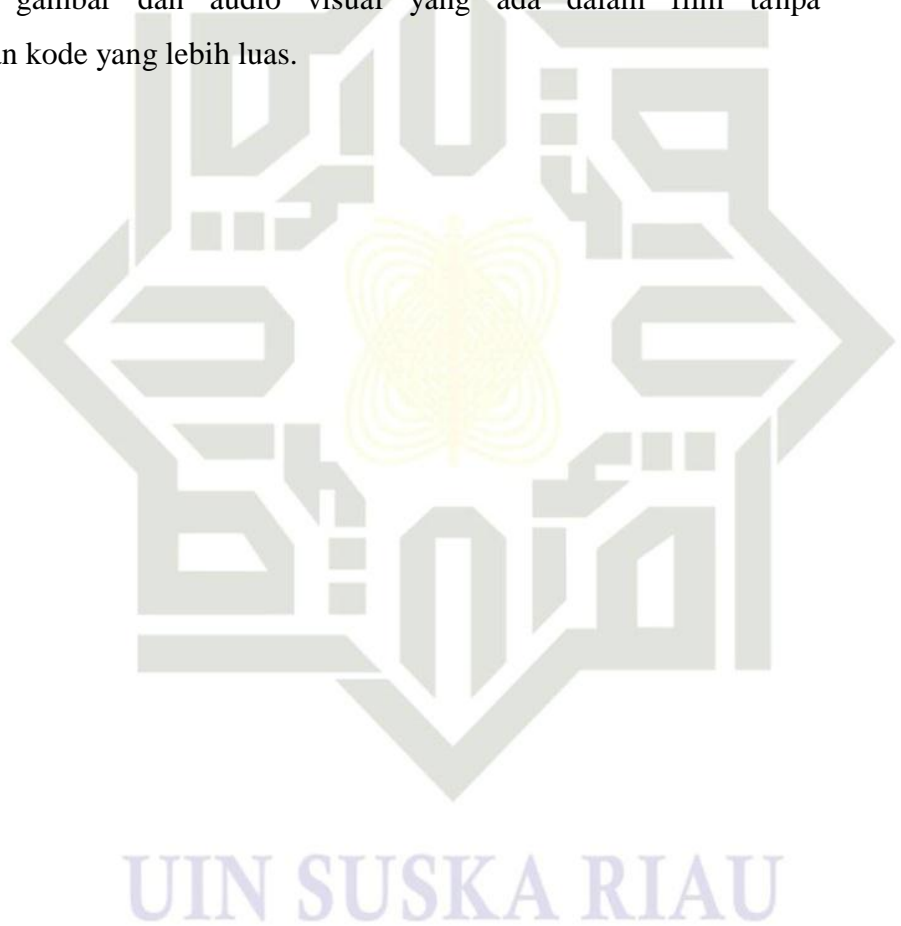 gambar dan audio visual yang ada dalam film tanpa
kode yang lebih luas.
UIN SUSKA RIAU